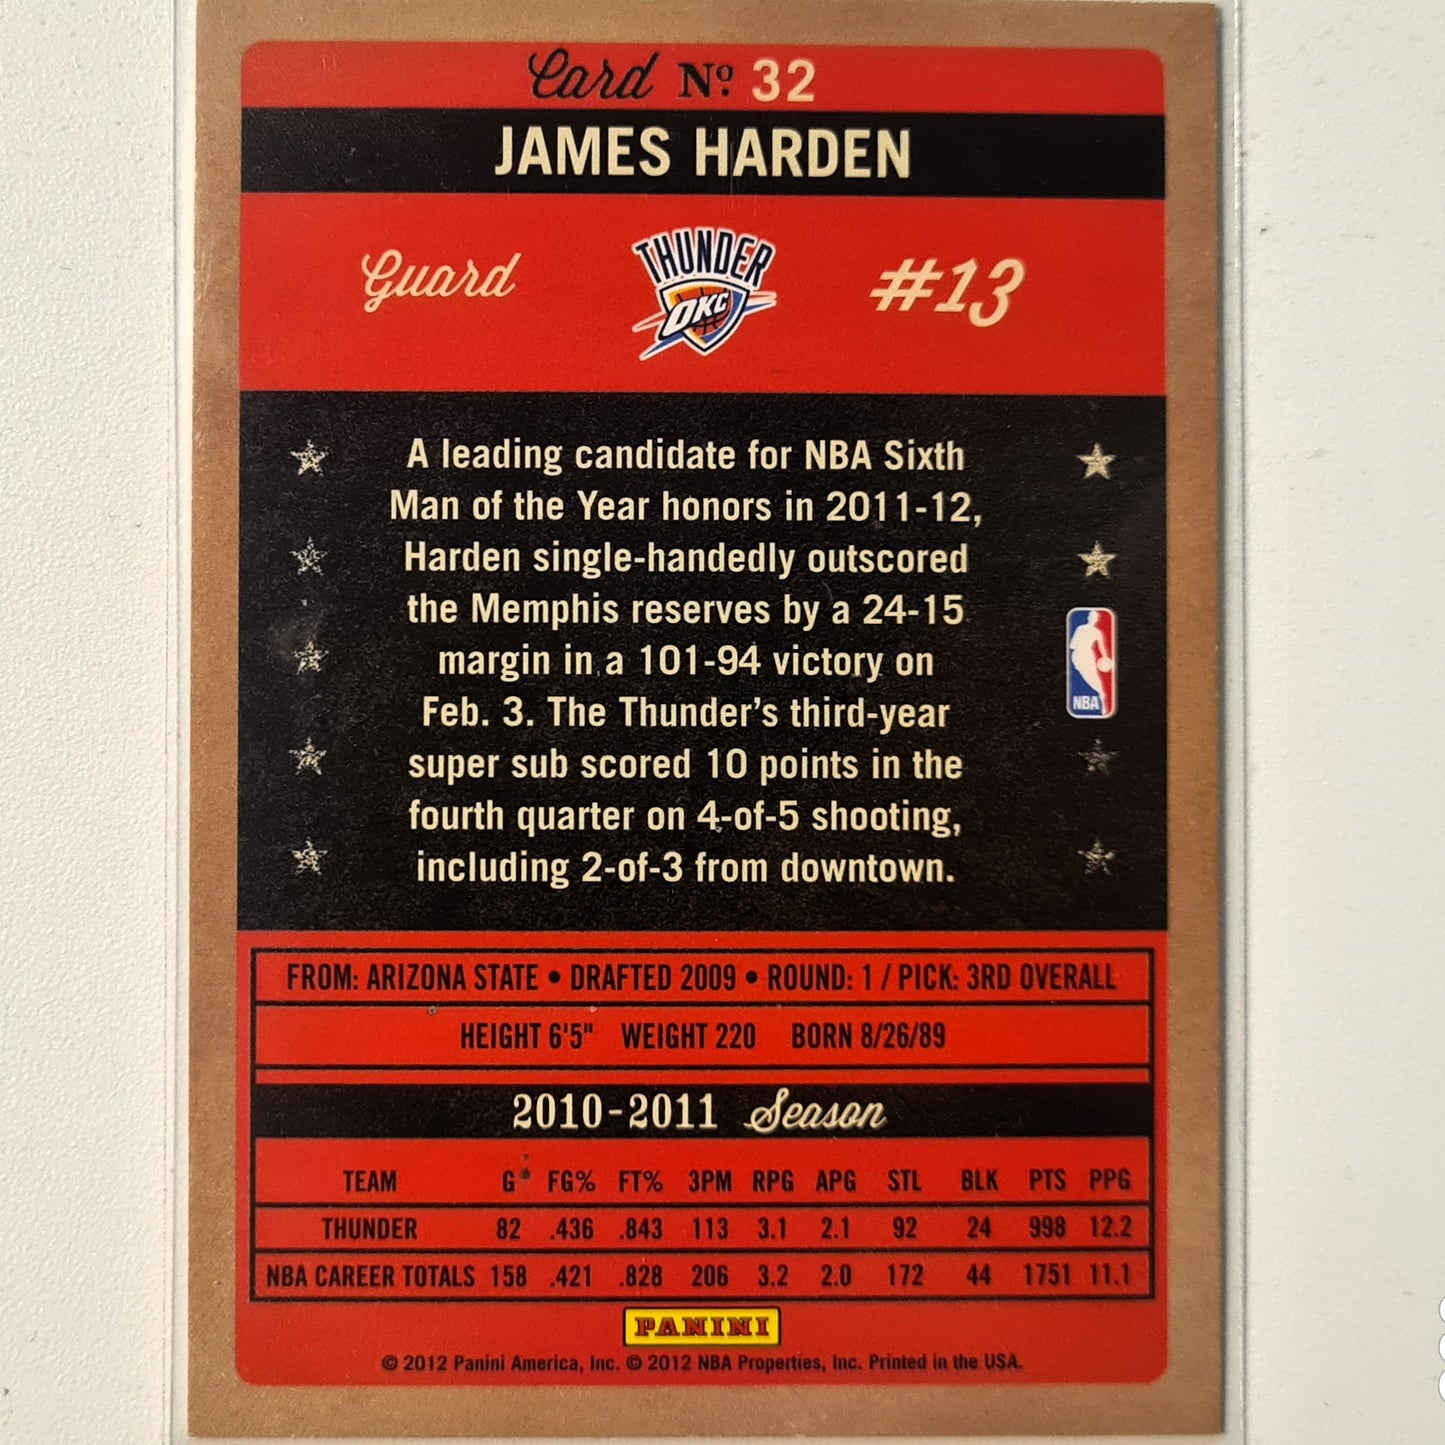 Card Nº 32
JAMES HARDEN
Guard THUNDER OKC #13
A leading candidate for NBA Sixth
Man of the Year honors in 2011-12,
Harden single-handedly outscored
the Memphis reserves by a 24-15
margin in a 101-94 victory on
Feb. 3. The Thunder's third-year
super sub scored 10 points in the
fourth quarter on 4-of-5 shooting,
including 2-of-3 from downtown.
NBA
FROM: ARIZONA STATE • DRAFTED 2009 • ROUND: 1 / PICK: 3RD OVERALL
HEIGHT 6'5" WEIGHT 220 BORN 8/26/89
2010-2011 Season
TEAM G FG% FT% 3PM RPG APG STL BLK PTS PPG
THUNDER 82 .436 .843 113 3.1 2.1 92 24 998 12.2
NBA CAREER TOTALS 158 .421 .828 206 3.2 2.0 172 44 1751 11.1
PANINI
© 2012 Panini America, Inc. © 2012 NBA Properties, Inc. Printed in the USA.